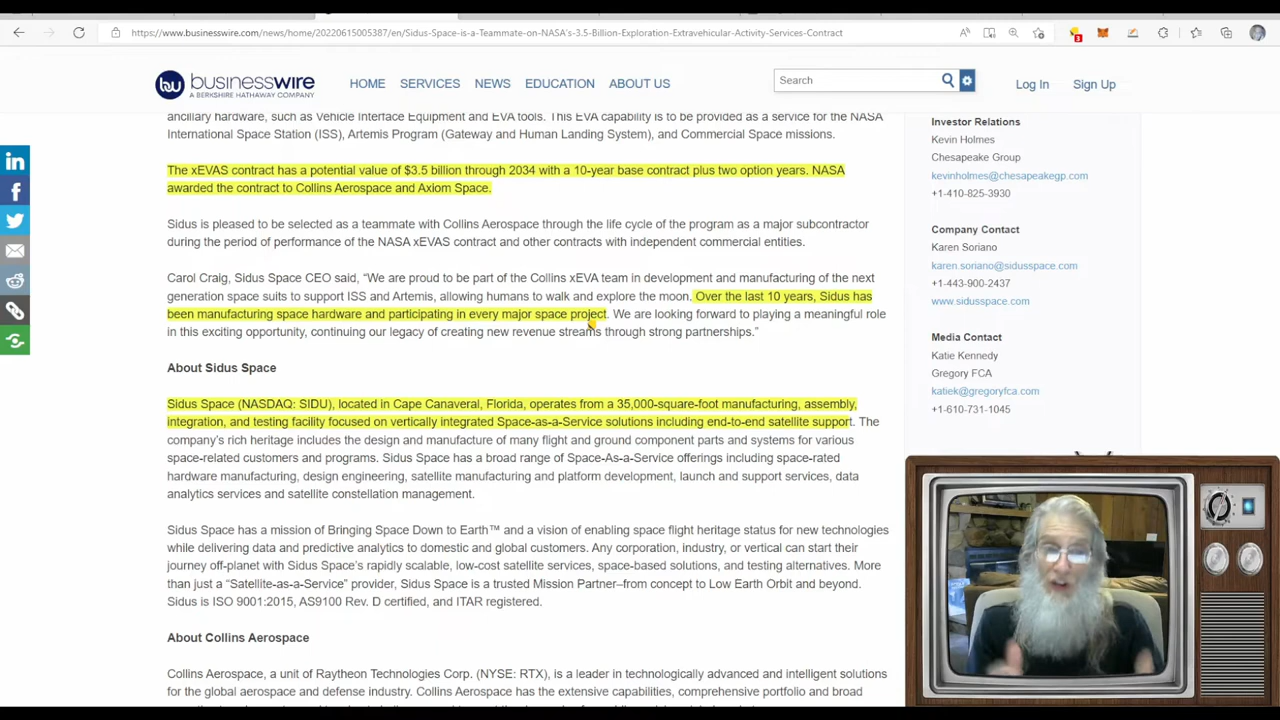 https://www.businesswire.com/news/home/20220615005387/en/Sidus-Space-is-a-Teammate-on-NASA's-3.5-Billion-Exploration-Extravehicular-Activity-Services-Contract
3
businesswire
A BERKSHIRE HATHAWAY COMPANY
HOME
SERVICES
NEWS
EDUCATION
ABOUT US
Search
Log In
Sign Up
ancillary hardware, such as Vehicle Interface Equipment and EVA tools. This EVA capability is to be provided as a service for the NASA
International Space Station (ISS), Artemis Program (Gateway and Human Landing System), and Commercial Space missions.
The xEVAS contract has a potential value of $3.5 billion through 2034 with a 10-year base contract plus two option years. NASA
awarded the contract to Collins Aerospace and Axiom Space.
Sidus is pleased to be selected as a teammate with Collins Aerospace through the life cycle of the program as a major subcontractor
during the period of performance of the NASA xEVAS contract and other contracts with independent commercial entities.
Carol Craig, Sidus Space CEO said, “We are proud to be part of the Collins xEVA team in development and manufacturing of the next
generation space suits to support ISS and Artemis, allowing humans to walk and explore the moon. Over the last 10 years, Sidus has
been manufacturing space hardware and participating in every major space project. We are looking forward to playing a meaningful role
in this exciting opportunity, continuing our legacy of creating new revenue streams through strong partnerships.”
About Sidus Space
Sidus Space (NASDAQ: SIDU), located in Cape Canaveral, Florida, operates from a 35,000-square-foot manufacturing, assembly,
integration, and testing facility focused on vertically integrated Space-as-a-Service solutions including end-to-end satellite support. The
company’s rich heritage includes the design and manufacture of many flight and ground component parts and systems for various
space-related customers and programs. Sidus Space has a broad range of Space-As-a-Service offerings including space-rated
hardware manufacturing, design engineering, satellite manufacturing and platform development, launch and support services, data
analytics services and satellite constellation management.
Sidus Space has a mission of Bringing Space Down to Earth™ and a vision of enabling space flight heritage status for new technologies
while delivering data and predictive analytics to domestic and global customers. Any corporation, industry, or vertical can start their
journey off-planet with Sidus Space’s rapidly scalable, low-cost satellite services, space-based solutions, and testing alternatives. More
than just a “Satellite-as-a-Service” provider, Sidus Space is a trusted Mission Partner–from concept to Low Earth Orbit and beyond.
Sidus is ISO 9001:2015, AS9100 Rev. D certified, and ITAR registered.
About Collins Aerospace
Collins Aerospace, a unit of Raytheon Technologies Corp. (NYSE: RTX), is a leader in technologically advanced and intelligent solutions
for the global aerospace and defense industry. Collins Aerospace has the extensive capabilities, comprehensive portfolio and broad
Investor Relations
Kevin Holmes
Chesapeake Group
kevinholmes@chesapeakegp.com
+1-410-825-3930
Company Contact
Karen Soriano
karen.soriano@sidusspace.com
+1-443-900-2437
www.sidusspace.com
Media Contact
Katie Kennedy
Gregory FCA
katiek@gregoryfca.com
+1-610-731-1045